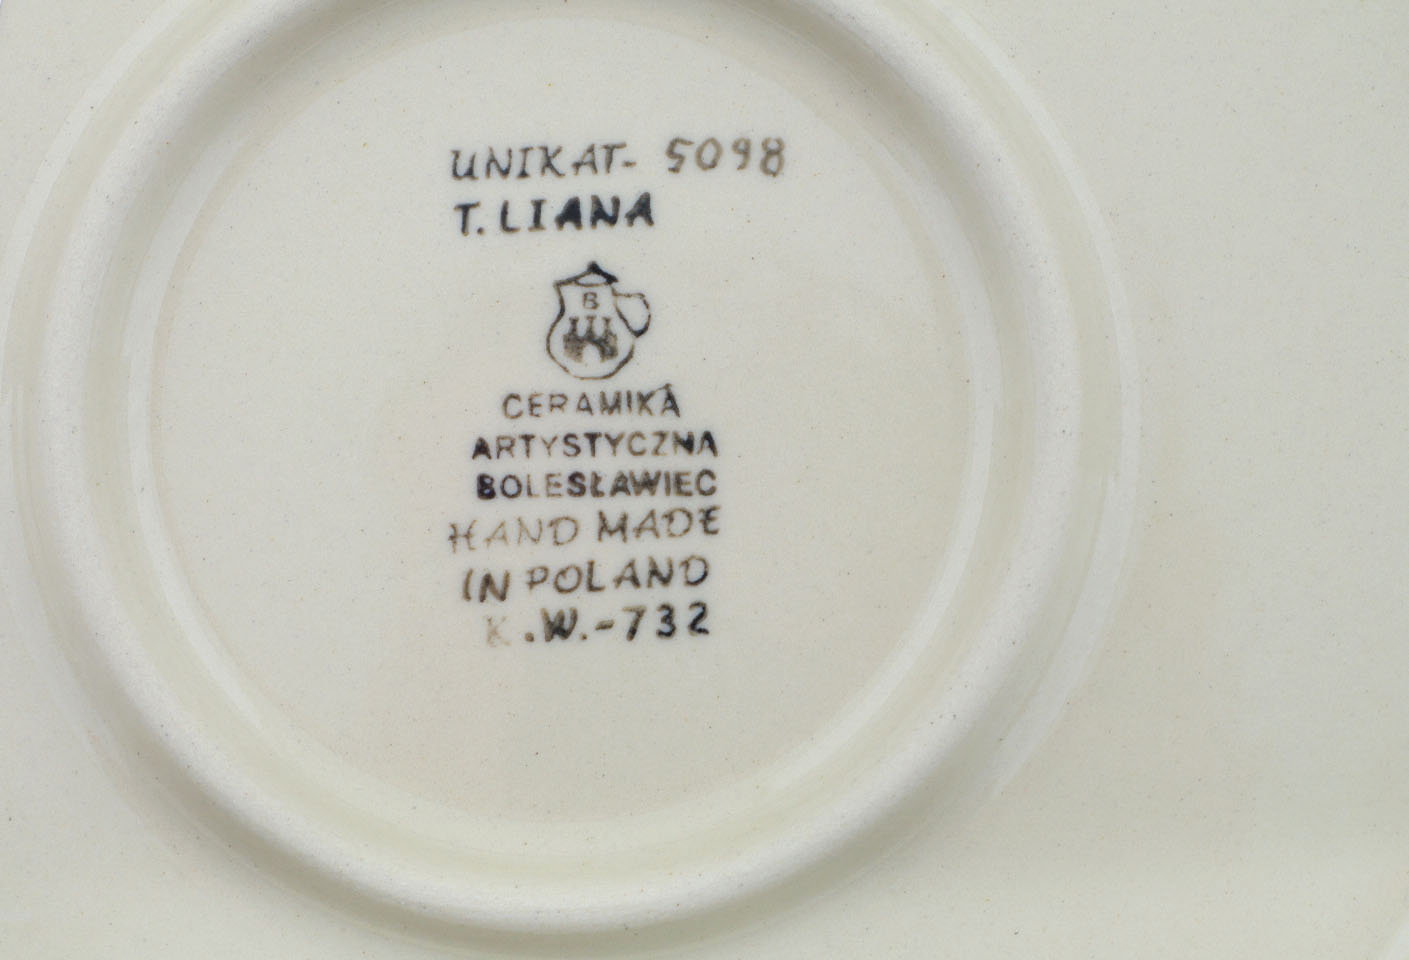 UNIKAT- 5098
T. LIANA
B
CERAMIKA
ARTYSTYCZNA
BOLESŁAWIEC
HAND MADE
IN POLAND
K.W.-732